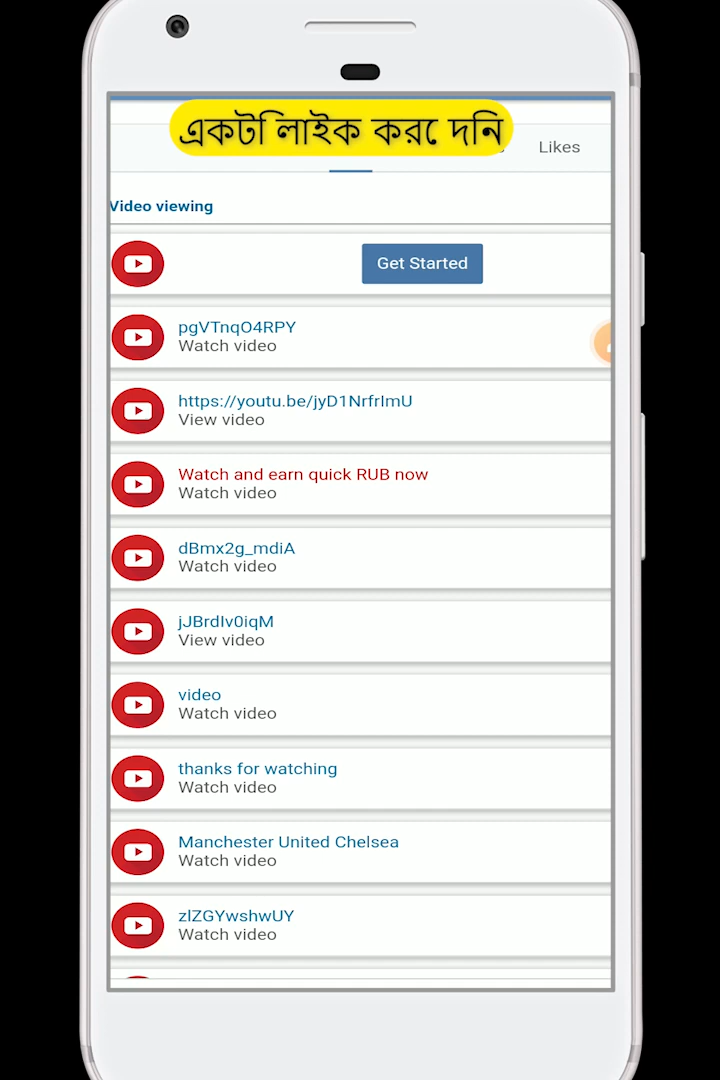 একটি লাইক করে দিন
Likes
Video viewing
Get Started
pgVTnqO4RPY
Watch video
https://youtu.be/jyD1NrfrImU
View video
Watch and earn quick RUB now
Watch video
dBmx2g_mdiA
Watch video
jJBrdIv0iqM
View video
video
Watch video
thanks for watching
Watch video
Manchester United Chelsea
Watch video
zlZGYwshwUY
Watch video